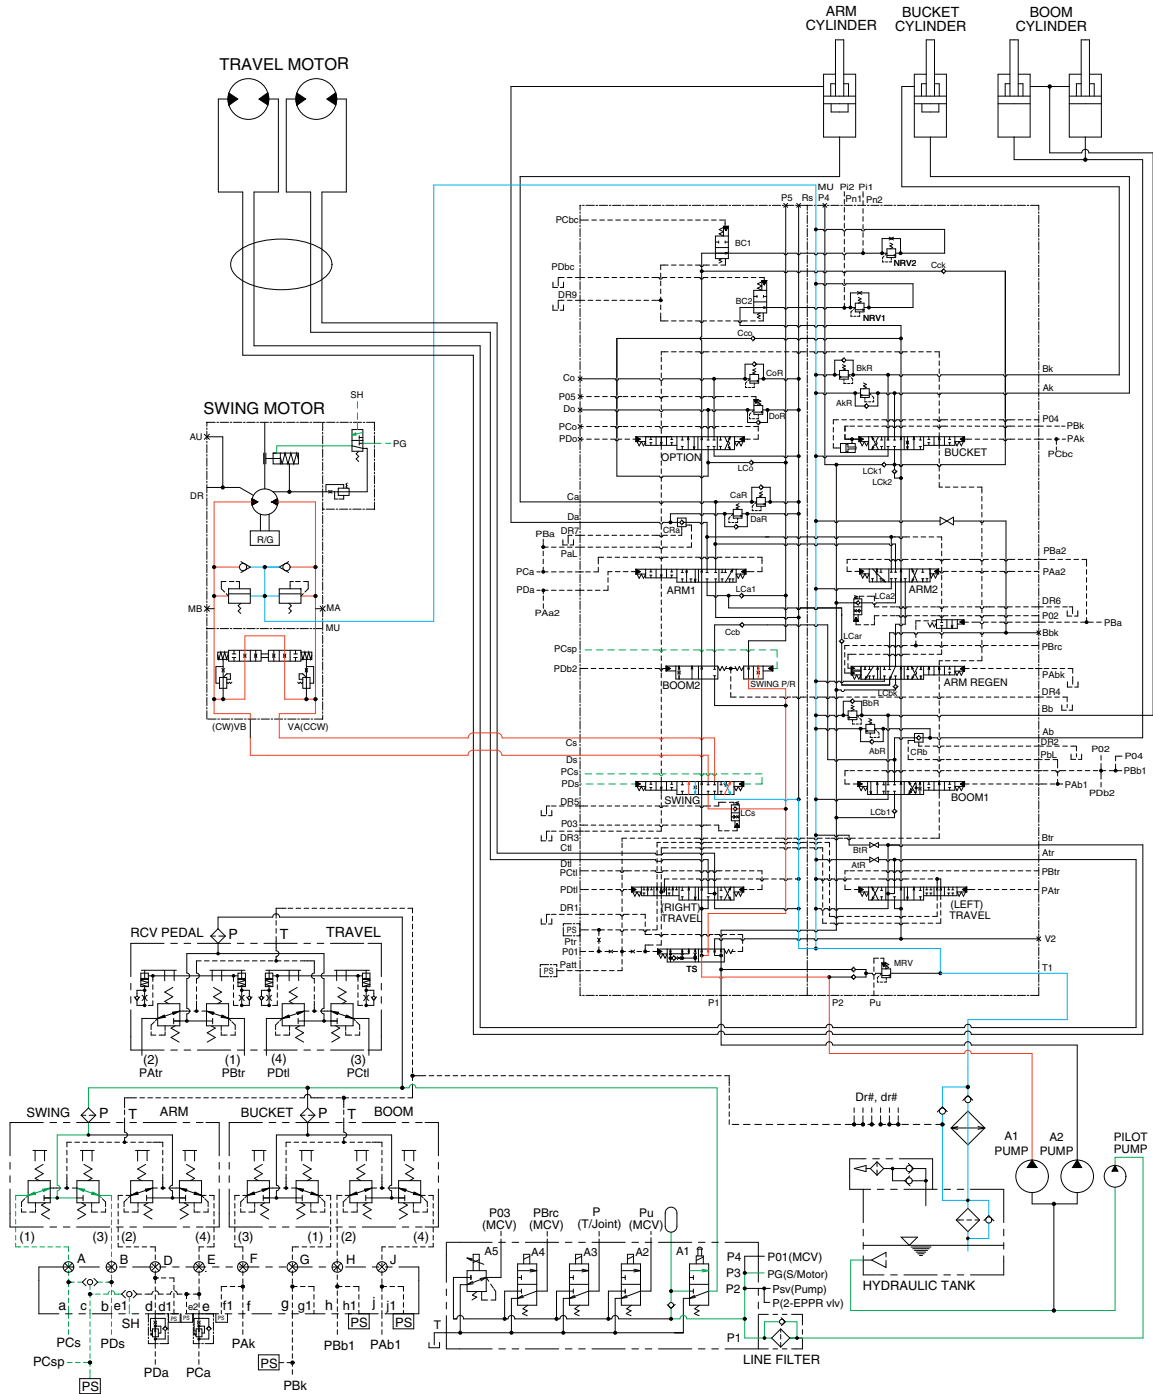 ARM
CYLINDER
BUCKET
CYLINDER
BOOM
CYLINDER
TRAVEL MOTOR
MU
Pi2
Pi1
P5
Rs
P4
Pn1
Pn2
PCbc
BC1
NRV2
Cck
PDbc
DR9
BC2
NRV1
Cco
Co
CoR
BkR
Bk
P05
AkR
Ak
Do
DoR
PCo
P04
PBk
PDo
OPTION
BUCKET
PAk
PCbc
LCo
LCk1
LCk2
SWING MOTOR
SH
AU
PG
DR
R/G
MB
MA
MU
(CW)VB
VA(CCW)
Ca
CaR
Da
DaR
CRa
PBa
DR7
PaL
PBa2
PCa
PAa2
PDa
ARM1
ARM2
PAa2
LCa1
LCa2
DR6
P02
PBa
Ccb
LCar
Bbk
PCsp
PBrc
PDb2
PAbk
BOOM2
SWING P/R
ARM REGEN
LCbk
DR4
BbR
Bb
Cs
AbR
CRb
Ab
DR2
P02
P04
Ds
PbL
PCs
PBb1
PDs
PAb1
PDb2
SWING
BOOM1
DR5
LCs
LCb1
P03
DR3
Ctl
BtR
Btr
Dtl
AtR
Atr
PCtl
PBtr
PDtl
PAtr
DR1
(RIGHT)
TRAVEL
(LEFT)
TRAVEL
PS
Ptr
P01
V2
Patt
PS
TS
MRV
T1
P1
P2
Pu
RCV PEDAL
P
T
TRAVEL
(2)
(1)
(4)
(3)
PAtr
PBtr
PDtl
PCtl
SWING
P
T
ARM
BUCKET
P
T
BOOM
(1)
(3)
(2)
(4)
(3)
(1)
(2)
(4)
A
B
D
E
F
G
H
J
a
c
b
e1
d
d1
e2
e
f1
f
g
g1
h
h1
j
j1
PS
PS
PS
PS
PS
SH
PCs
PDs
PCsp
PS
PDa
PCa
PAk
PS
PBk
PBb1
PAb1
Dr#, dr#
A1
PUMP
A2
PUMP
PILOT
PUMP
HYDRAULIC TANK
P03
(MCV)
PBrc
(MCV)
P
(T/Joint)
Pu
(MCV)
A5
A4
A3
A2
A1
P4
P01(MCV)
P3
PG(S/Motor)
P2
Psv(Pump)
P(2-EPPR vlv)
T
P1
LINE FILTER